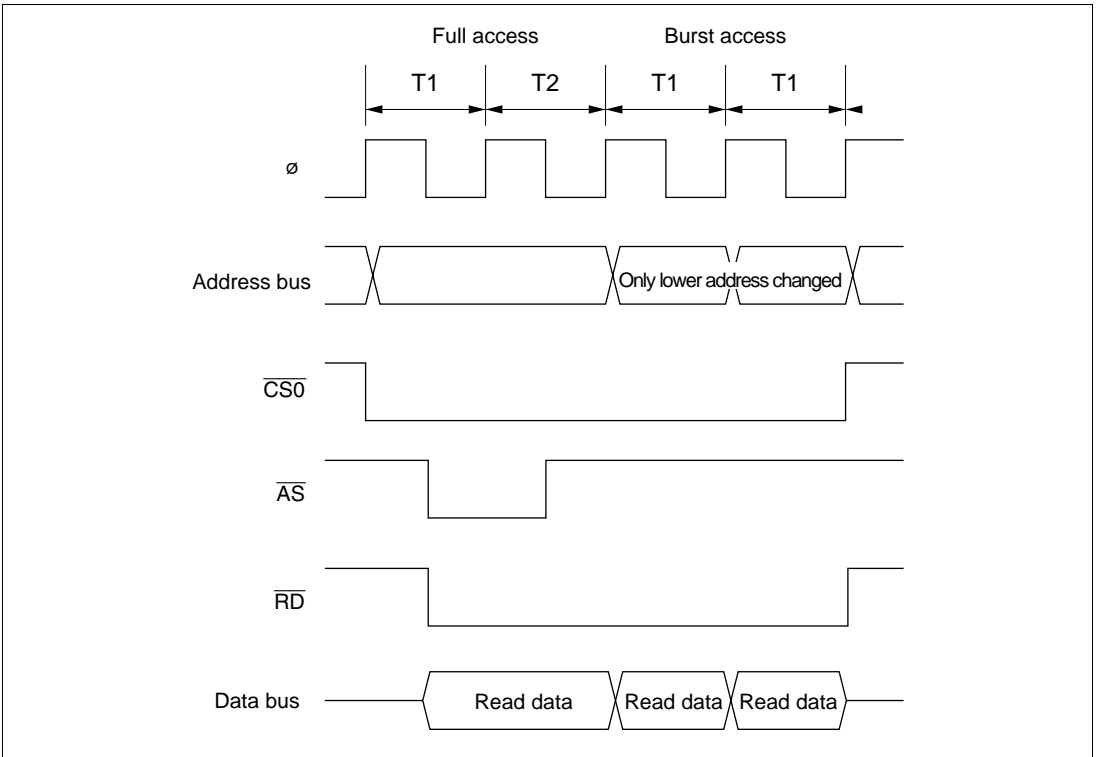 Full access Burst access
T1 T2 T1 T1
ø
Address bus
Only lower address changed
CS0
AS
RD
Data bus
Read data Read data Read data